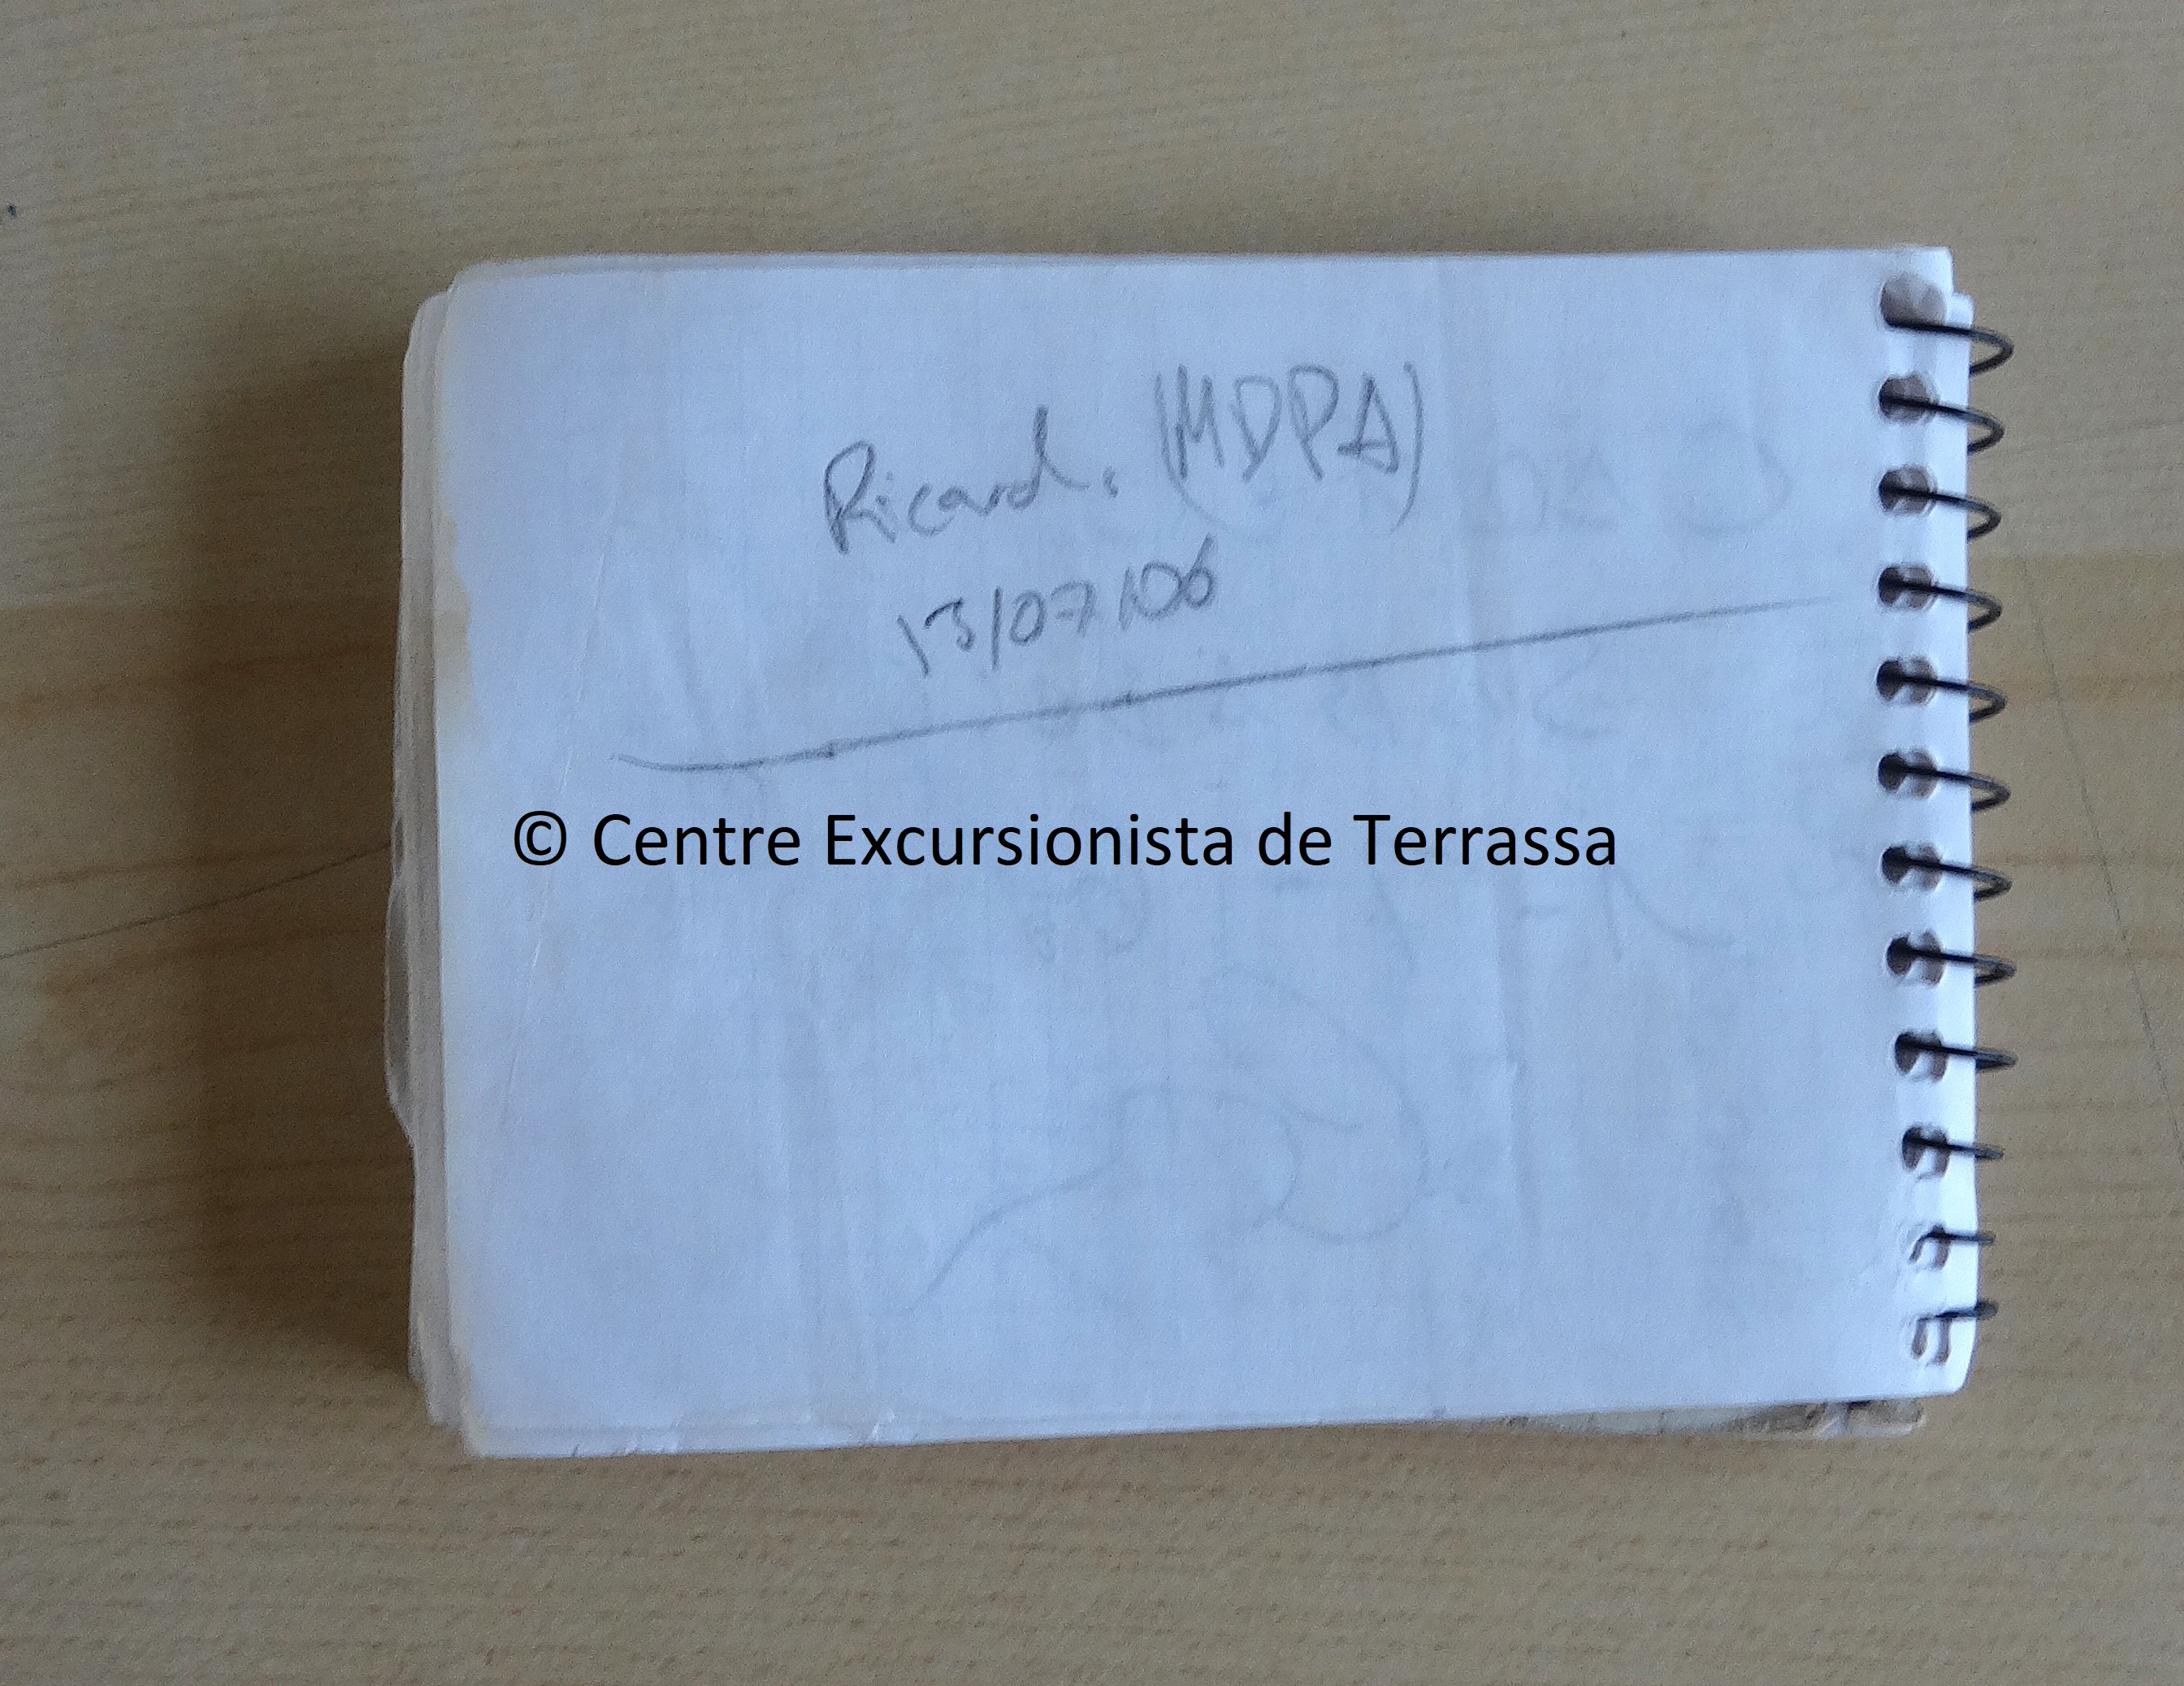 Ricard. (MDPA)
13/07/06
© Centre Excursionista de Terrassa